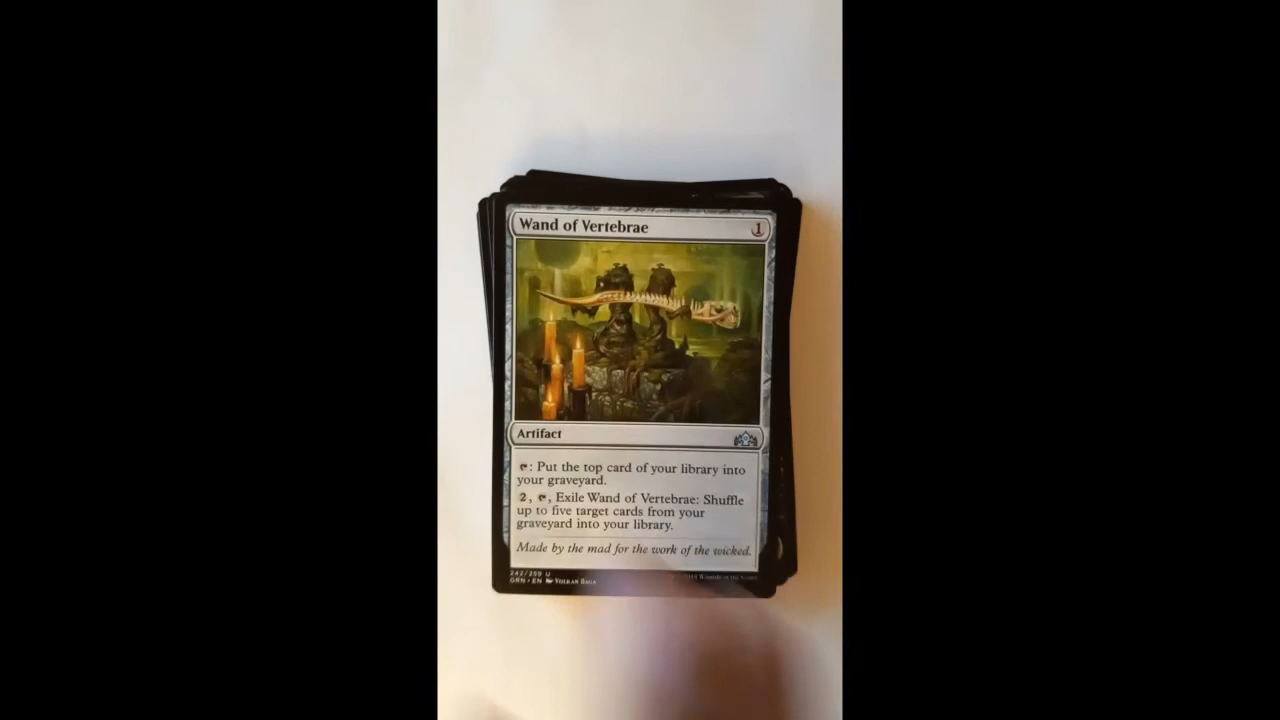 Wand of Vertebrae 1
Artifact
: Put the top card of your library into
your graveyard.
2, , Exile Wand of Vertebrae: Shuffle
up to five target cards from your
graveyard into your library.
Made by the mad for the work of the wicked.
242/259 U
GRN • EN Volkan Baga